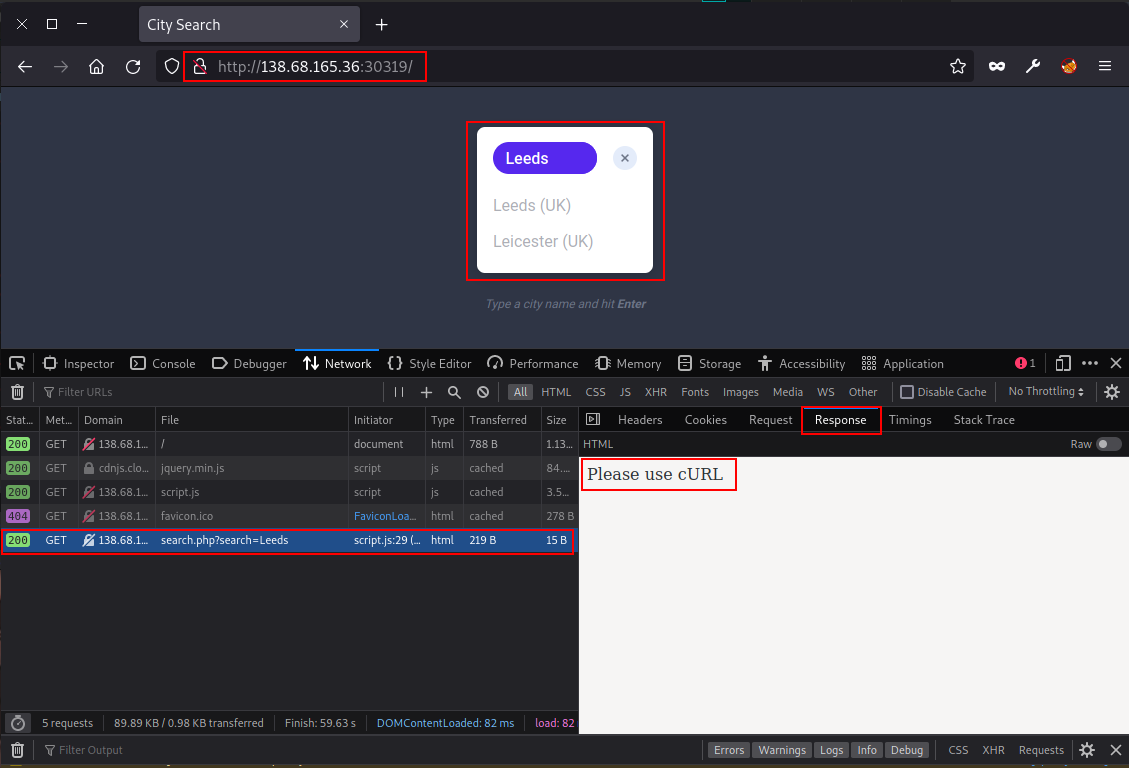 City Search
http://138.68.165.36:30319/
Leeds
Leeds (UK)
Leicester (UK)
Type a city name and hit Enter
Inspector Console Debugger Network Style Editor Performance Memory Storage Accessibility Application 1
Filter URLs All HTML CSS JS XHR Fonts Images Media WS Other Disable Cache No Throttling
Stat… Met… Domain File Initiator Type Transferred Size
200 GET 138.68.1… / document html 788 B 1.13…
200 GET cdnjs.clo… jquery.min.js script js cached 84.…
200 GET 138.68.1… script.js script js cached 3.5…
404 GET 138.68.1… favicon.ico FaviconLoa… html cached 278 B
200 GET 138.68.1… search.php?search=Leeds script.js:29 (… html 219 B 15 B
Headers Cookies Request Response Timings Stack Trace
HTML Raw
Please use cURL
5 requests 89.89 KB / 0.98 KB transferred Finish: 59.63 s DOMContentLoaded: 82 ms load: 82
Filter Output Errors Warnings Logs Info Debug CSS XHR Requests